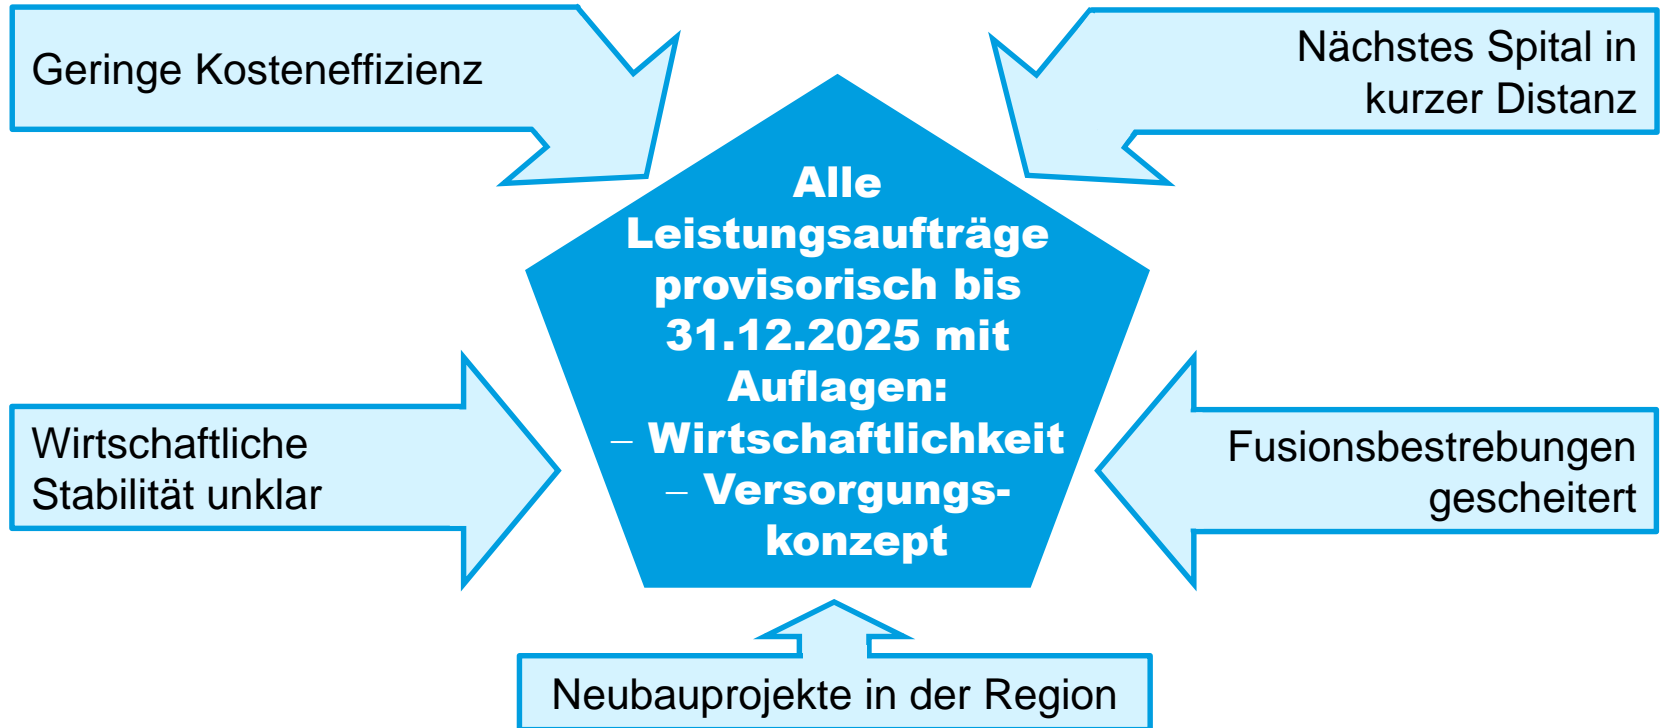 Geringe Kosteneffizienz
Nächstes Spital in
kurzer Distanz
Alle
Leistungsaufträge
provisorisch bis
31.12.2025 mit
Auflagen:
– Wirtschaftlichkeit
– Versorgungs-
konzept
Wirtschaftliche
Stabilität unklar
Fusionsbestrebungen
gescheitert
Neubauprojekte in der Region